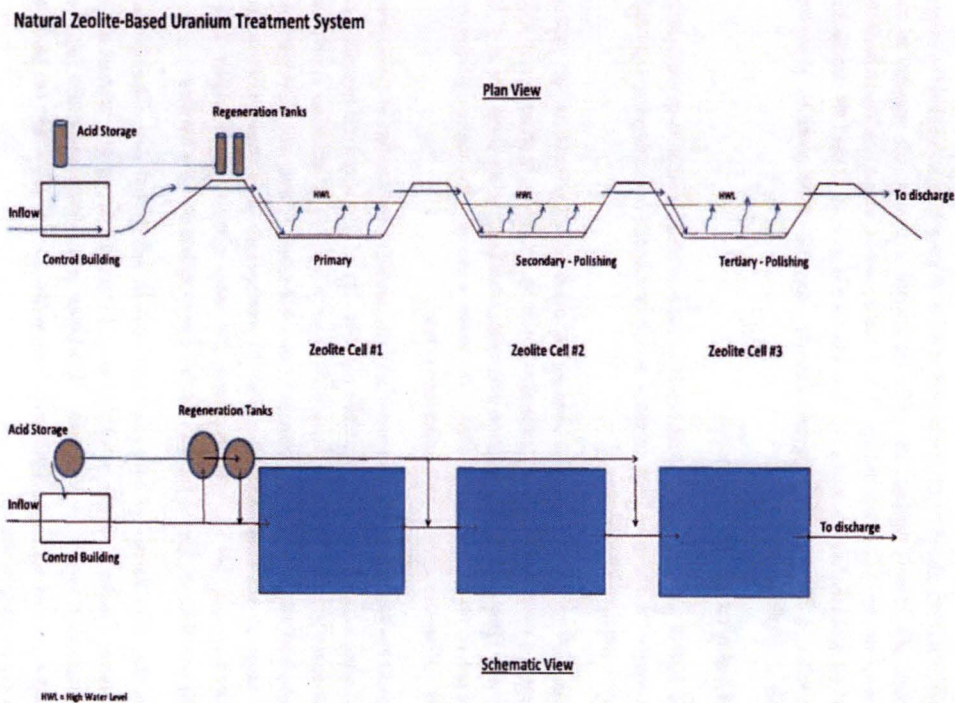 Natural Zeolite-Based Uranium Treatment System
Plan View
Regeneration Tanks
Acid Storage
HWL
HWL
HWL
Inflow
To discharge
Control Building
Primary
Secondary - Polishing
Tertiary - Polishing
Zeolite Cell #1
Zeolite Cell #2
Zeolite Cell #3
Regeneration Tanks
Acid Storage
Inflow
To discharge
Control Building
Schematic View
HWL = High Water Level